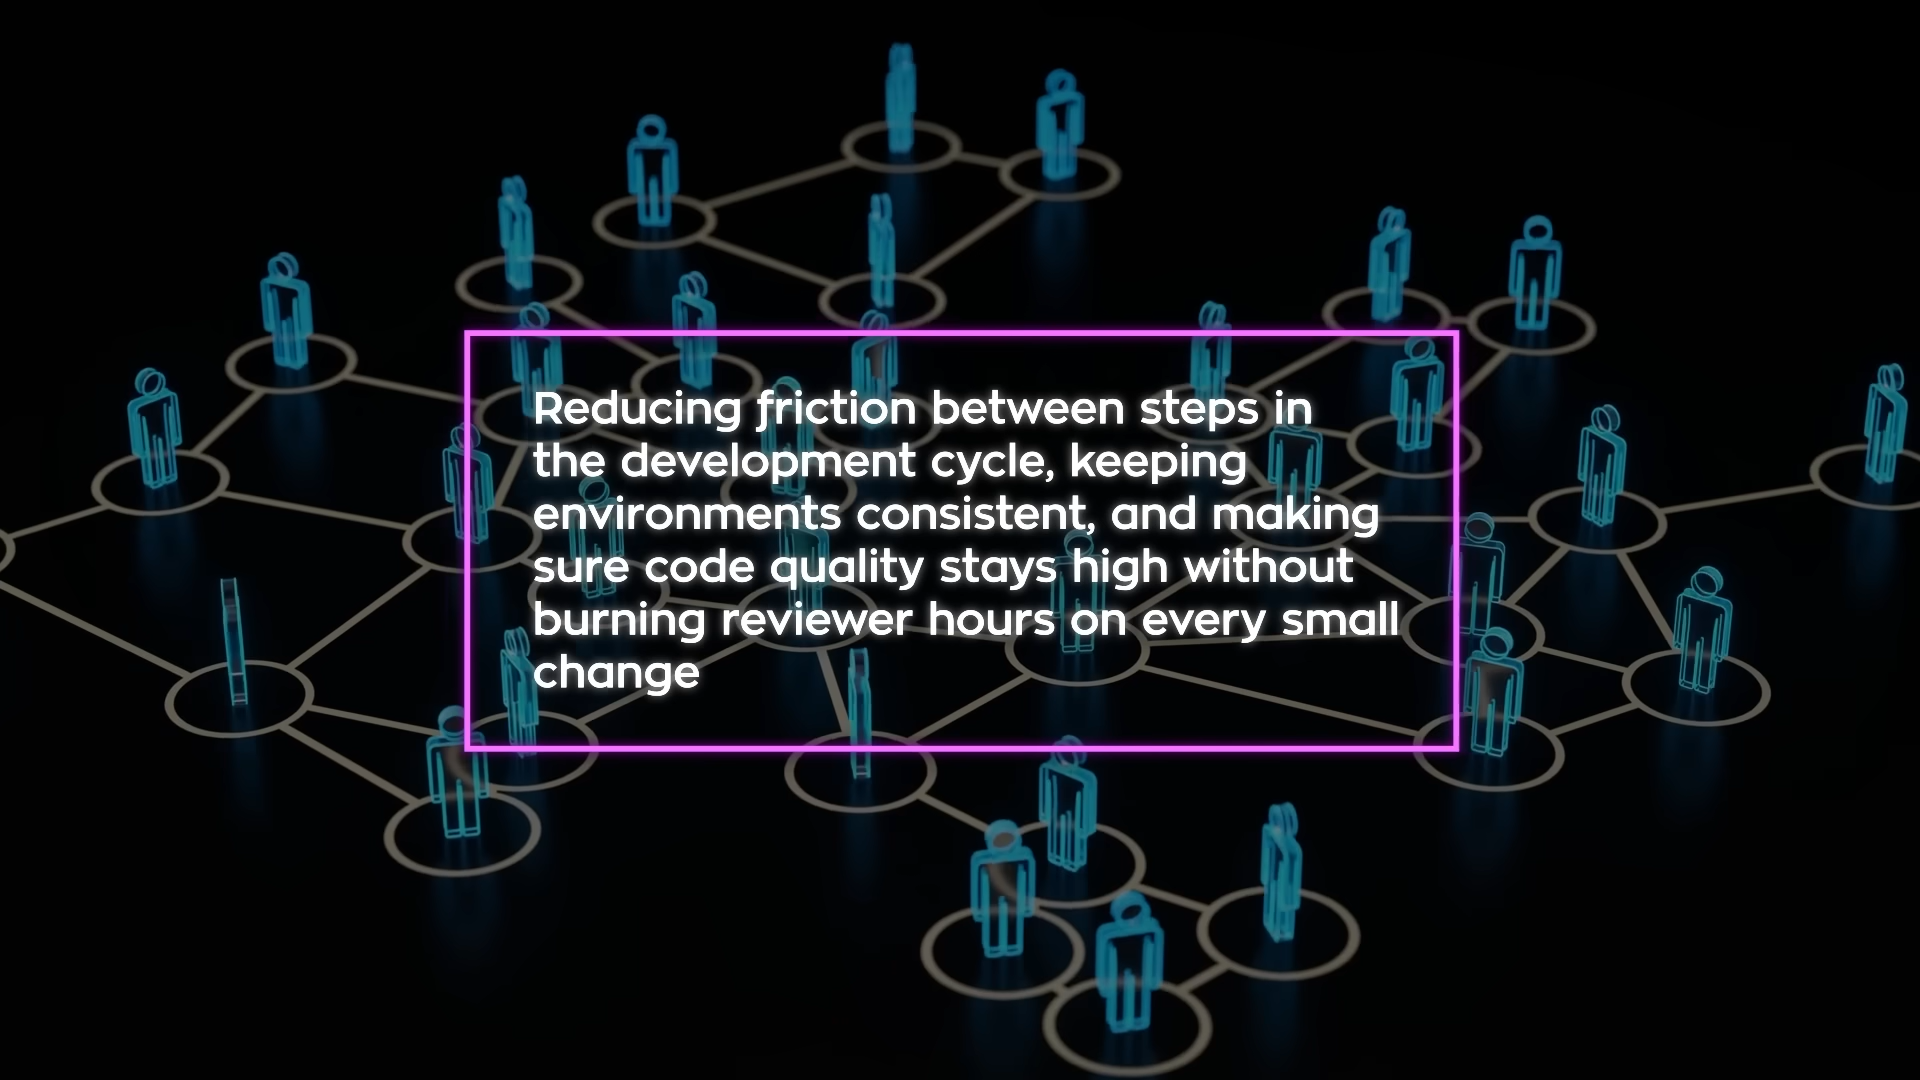 Reducing friction between steps in
the development cycle, keeping
environments consistent, and making
sure code quality stays high without
burning reviewer hours on every small
change